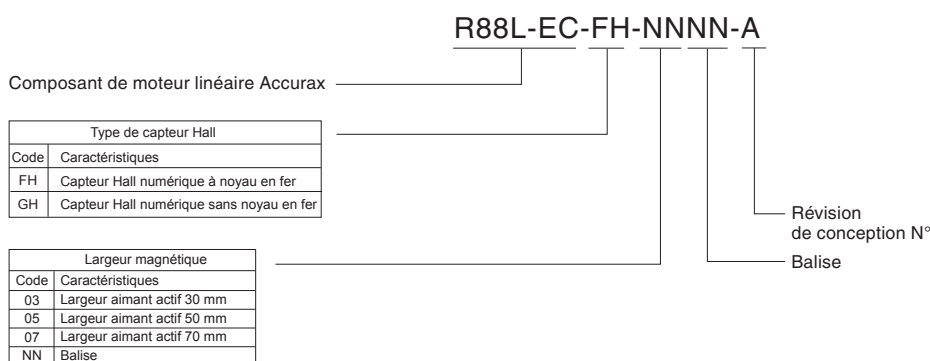 R88L-EC-FH-NNNN-A
Composant de moteur linéaire Accurax
Type de capteur Hall
Code Caractéristiques
FH Capteur Hall numérique à noyau en fer
GH Capteur Hall numérique sans noyau en fer
Révision
de conception N°
Balise
Largeur magnétique
Code Caractéristiques
03 Largeur aimant actif 30 mm
05 Largeur aimant actif 50 mm
07 Largeur aimant actif 70 mm
NN Balise